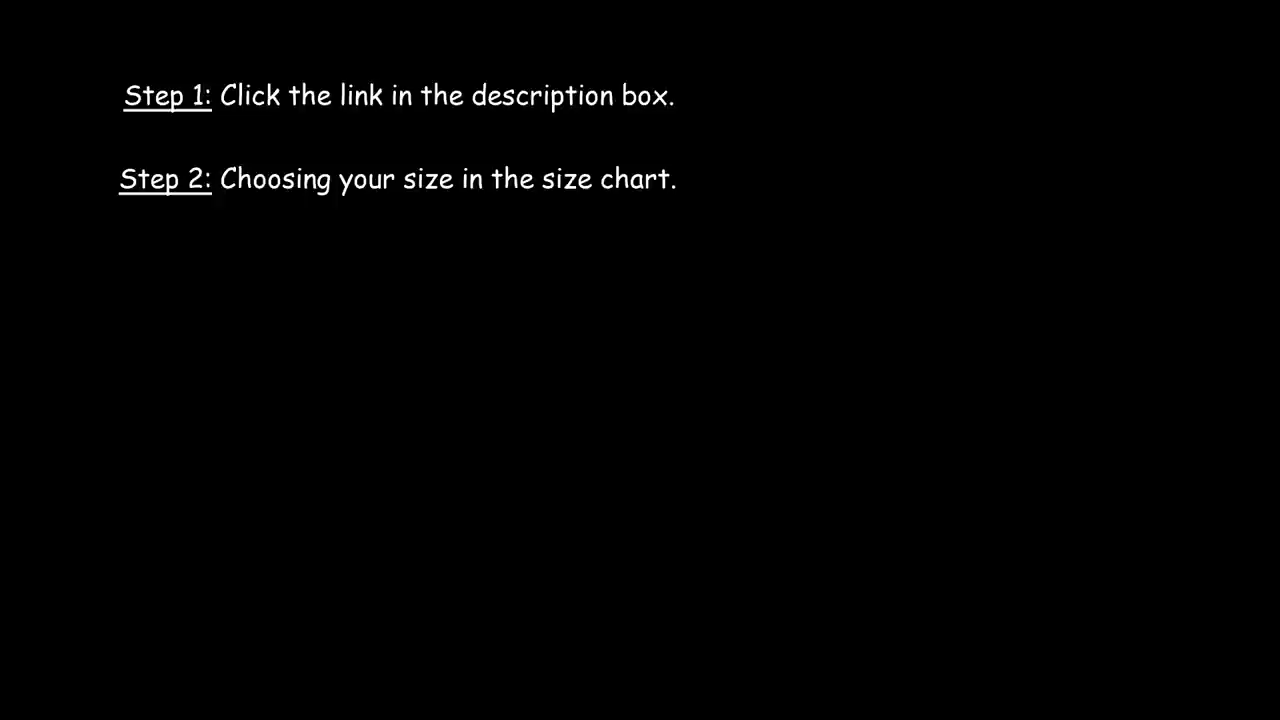 Step 1: Click the link in the description box.
Step 2: Choosing your size in the size chart.